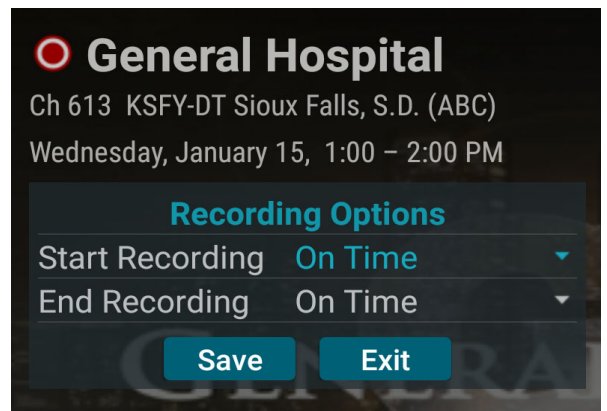 General Hospital
Ch 613 KSFY-DT Sioux Falls, S.D. (ABC)
Wednesday, January 15, 1:00 – 2:00 PM
Recording Options
Start Recording On Time
End Recording On Time
Save Exit
GENERAL